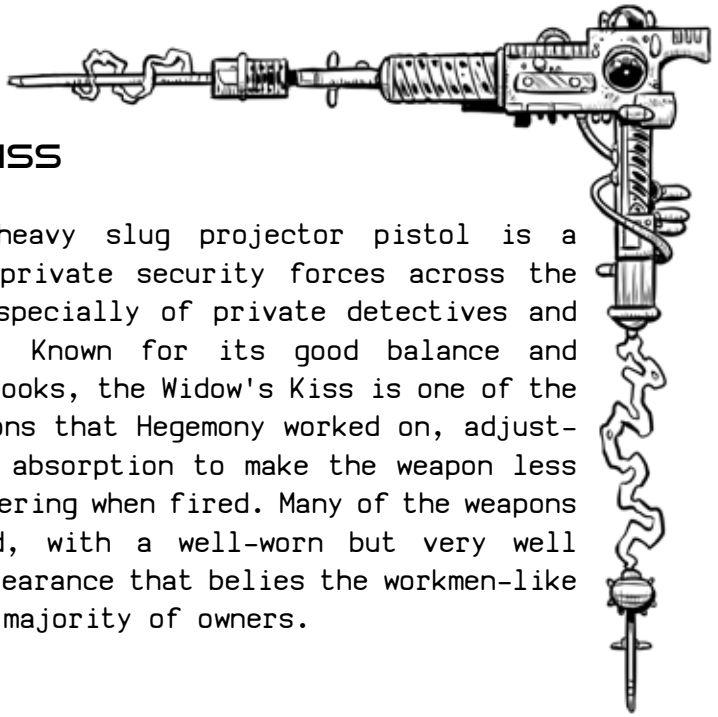 ISS
heavy slug projector pistol is a
private security forces across the
specially of private detectives and
Known for its good balance and
ooks, the Widow's Kiss is one of the
ons that Hegemony worked on, adjust-
absorption to make the weapon less
ering when fired. Many of the weapons
d, with a well-worn but very well
earance that belies the workmen-like
majority of owners.